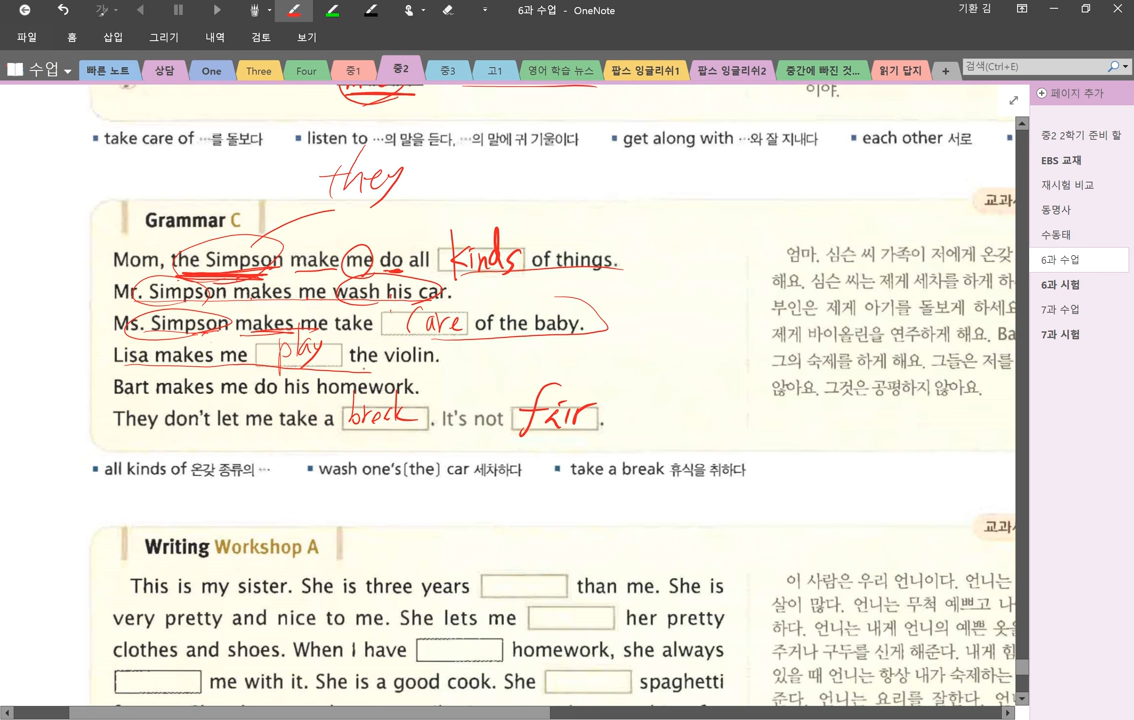 6과 수업 - OneNote
기환 김
파일 홈 삽입 그리기 내역 검토 보기
수업 빠른 노트 상담 One Three Four 중1 중2 중3 고1 영어 학습 뉴스 팝스 잉글리쉬1 팝스 잉글리쉬2 중간에 빠진 것... 읽기 답지 +
검색(Ctrl+E)
페이지 추가
중2 2학기 준비 할
EBS 교재
재시험 비교
동명사
수동태
6과 수업
6과 시험
7과 수업
7과 시험
이야.
▪ take care of …를 돌보다 ▪ listen to …의 말을 듣다, …의 말에 귀 기울이다 ▪ get along with …와 잘 지내다 ▪ each other 서로
they
교과서
Grammar C
Mom, the Simpson make me do all kinds of things.
Mr. Simpson makes me wash his car.
Ms. Simpson makes me take care of the baby.
Lisa makes me play the violin.
Bart makes me do his homework.
They don't let me take a break. It's not fair.
엄마, 심슨 씨 가족이 저에게 온갖
해요. 심슨 씨는 제게 세차를 하게 하
부인은 제게 아기를 돌보게 하세요
제게 바이올린을 연주하게 해요. Ba
그의 숙제를 하게 해요. 그들은 저를
않아요. 그것은 공평하지 않아요.
▪ all kinds of 온갖 종류의 … ▪ wash one's(the) car 세차하다 ▪ take a break 휴식을 취하다
교과서
Writing Workshop A
This is my sister. She is three years than me. She is
very pretty and nice to me. She lets me her pretty
clothes and shoes. When I have homework, she always
me with it. She is a good cook. She spaghetti
이 사람은 우리 언니이다. 언니는
살이 많다. 언니는 무척 예쁘고 나
하다. 언니는 내게 언니의 예쁜 옷
주거나 구두를 신게 해준다. 내게 힘
있을 때 언니는 항상 내가 숙제하는
준다. 언니는 요리를 잘한다.